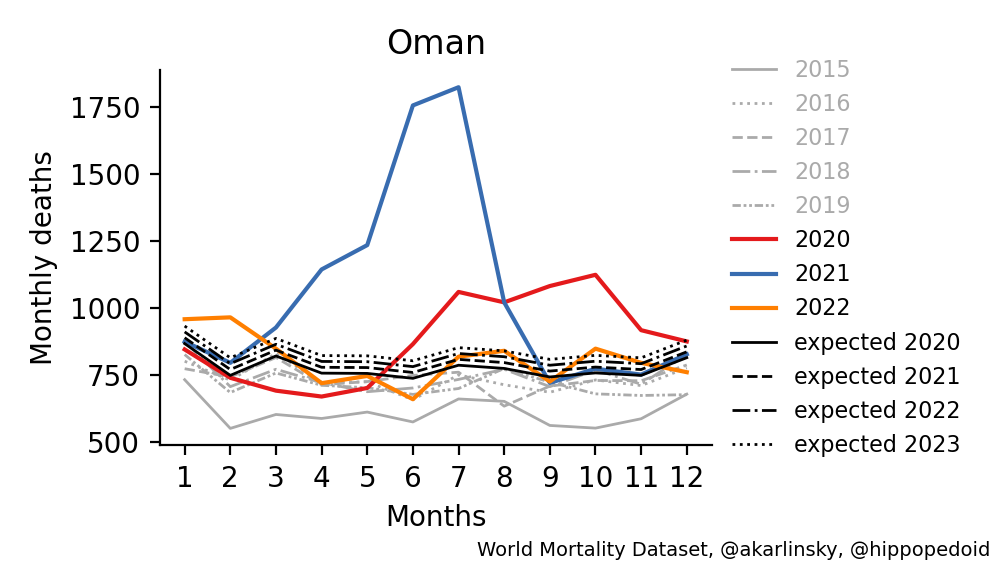 Oman
Monthly deaths
1750
1500
1250
1000
750
500
1 2 3 4 5 6 7 8 9 10 11 12
Months
2015
2016
2017
2018
2019
2020
2021
2022
expected 2020
expected 2021
expected 2022
expected 2023
World Mortality Dataset, @akarlinsky, @hippopedoid